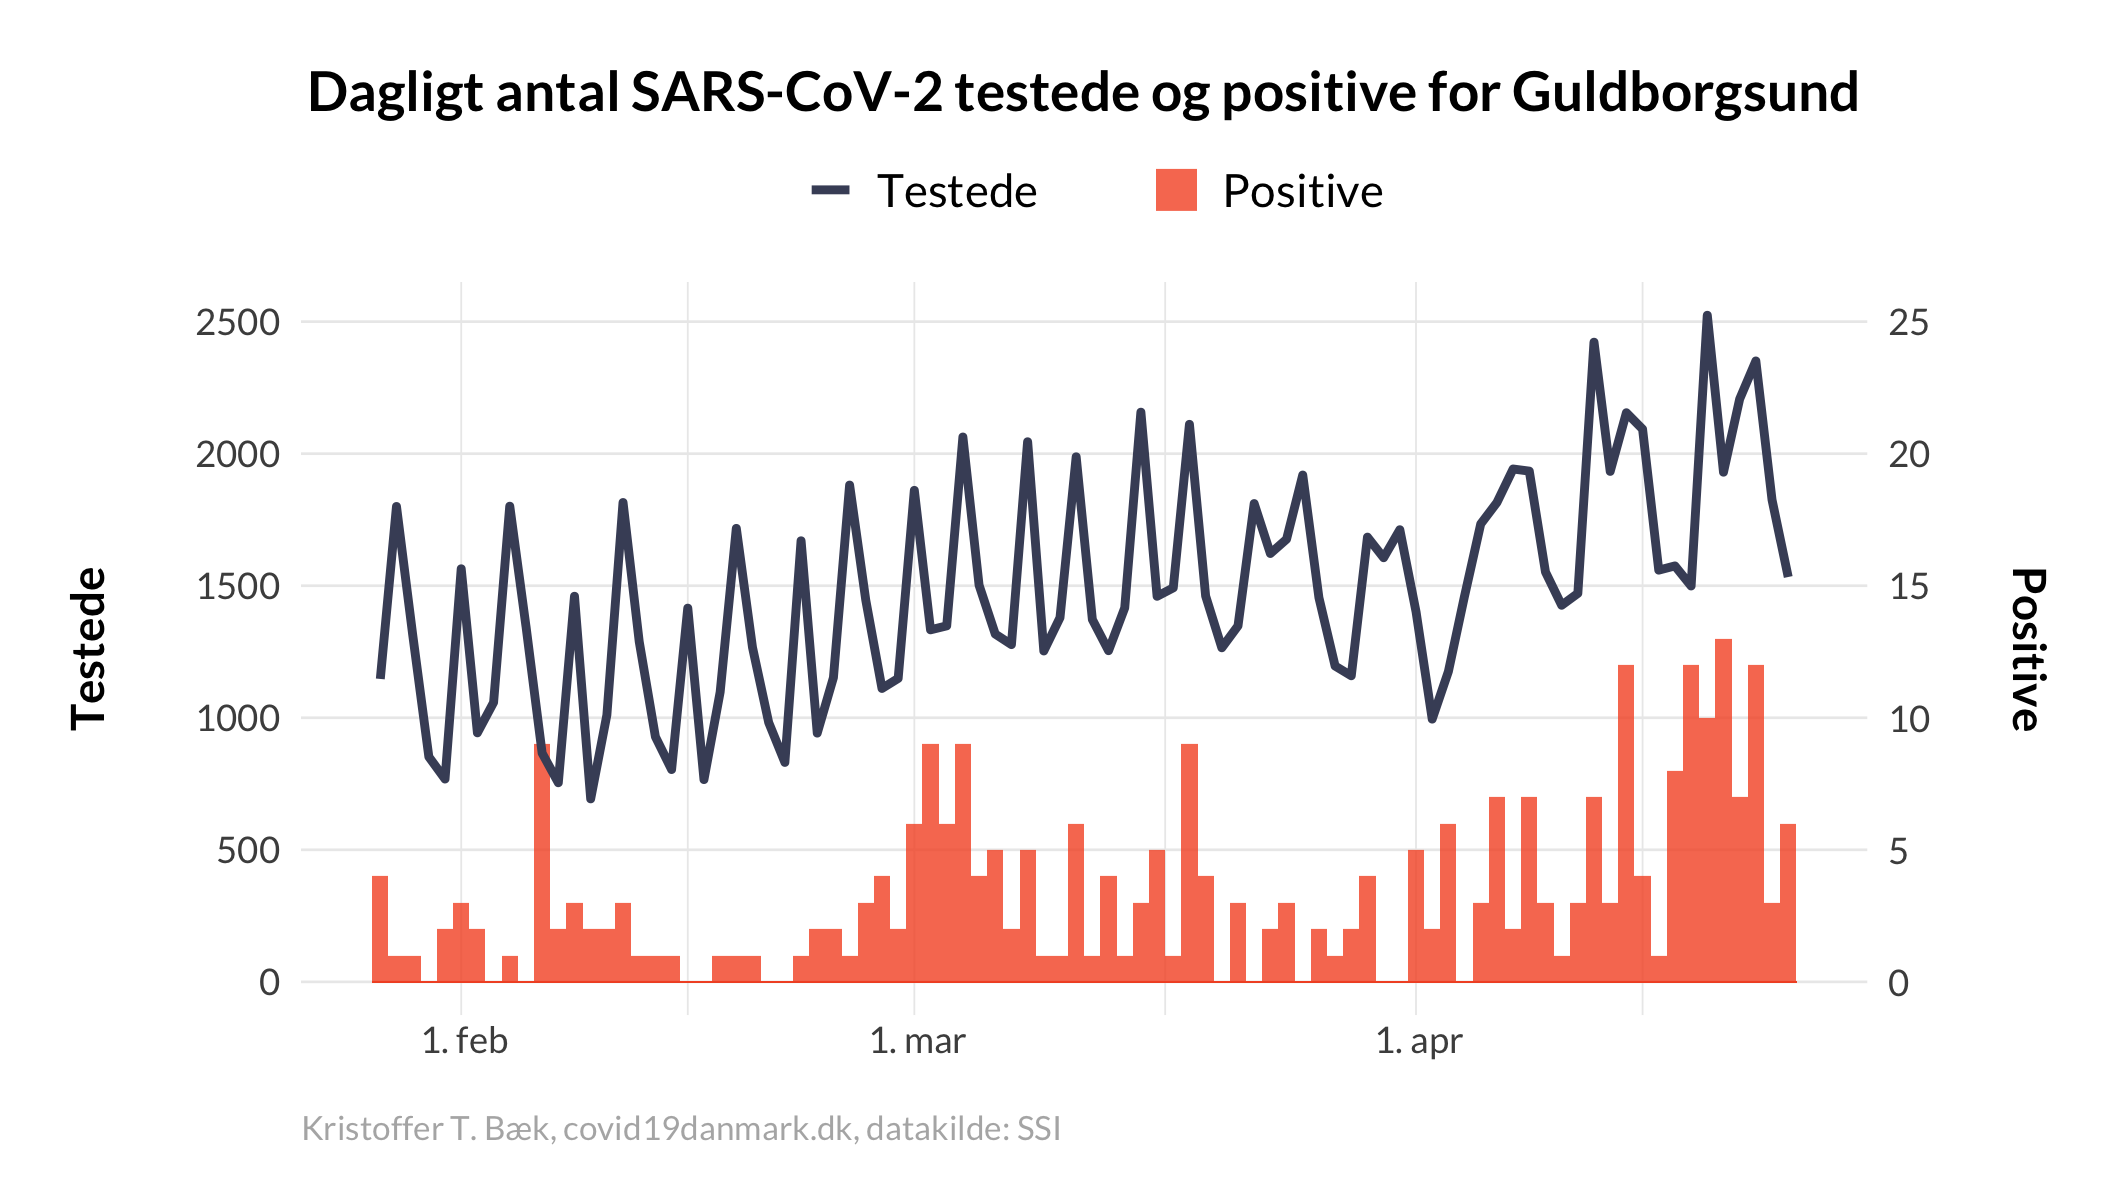 Dagligt antal SARS-CoV-2 testede og positive for Guldborgsund
Testede Positive
2500 25
2000 20
1500 15
1000 10
500 5
0 0
Testede
Positive
1. feb 1. mar 1. apr
Kristoffer T. Bæk, covid19danmark.dk, datakilde: SSI